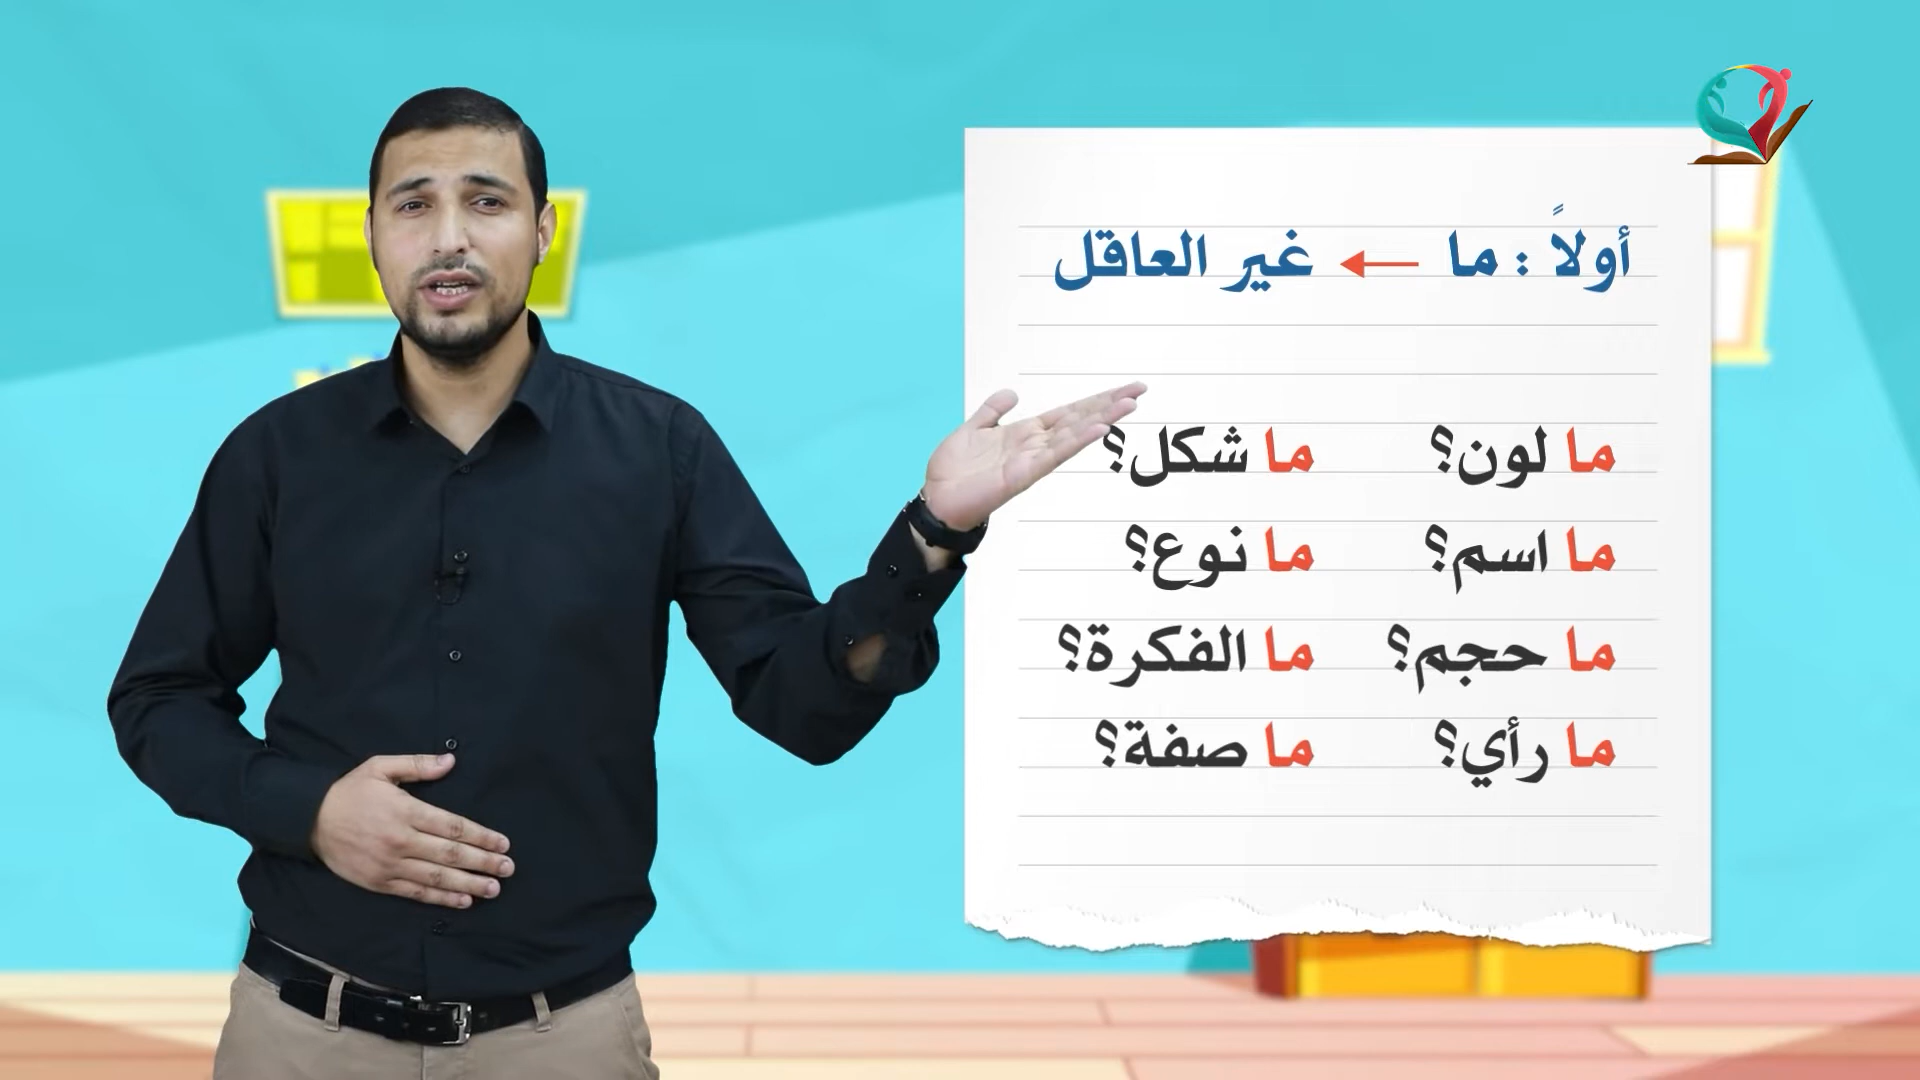 أولاً : ما ← غير العاقل
ما لون؟ ما شكل؟
ما اسم؟ ما نوع؟
ما حجم؟ ما الفكرة؟
ما رأي؟ ما صفة؟